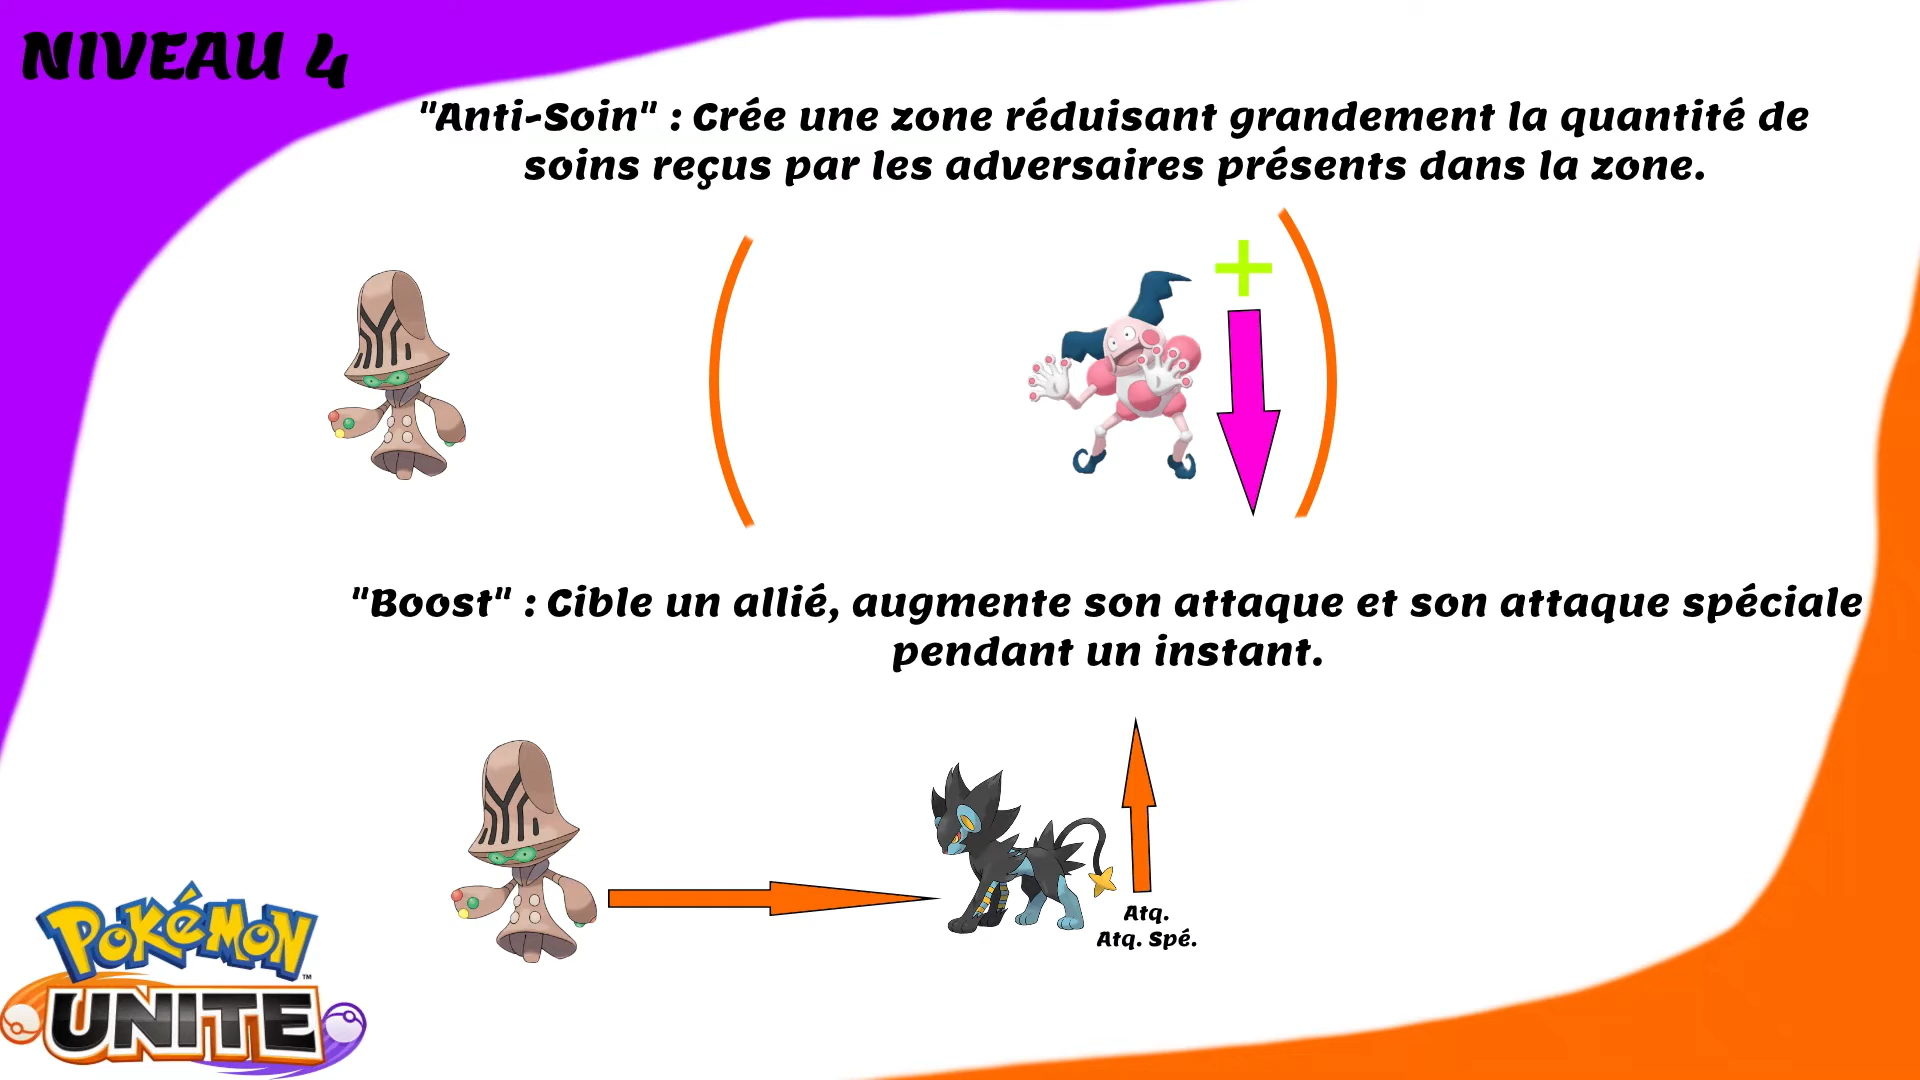 NIVEAU 4
"Anti-Soin" : Crée une zone réduisant grandement la quantité de
soins reçus par les adversaires présents dans la zone.
"Boost" : Cible un allié, augmente son attaque et son attaque spéciale
pendant un instant.
Atq.
Atq. Spé.
POKéMON
™
UNITE